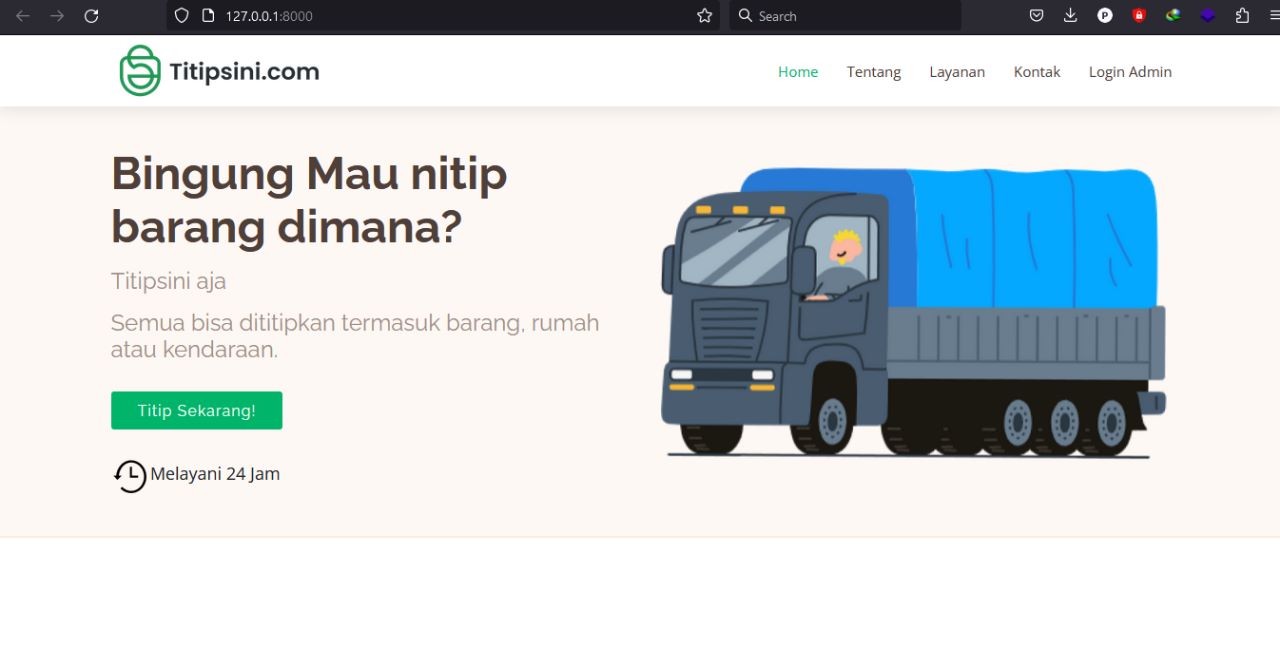 127.0.0.1:8000
Search
Titipsini.com
Home
Tentang
Layanan
Kontak
Login Admin
Bingung Mau nitip
barang dimana?
Titipsini aja
Semua bisa dititipkan termasuk barang, rumah
atau kendaraan.
Titip Sekarang!
Melayani 24 Jam